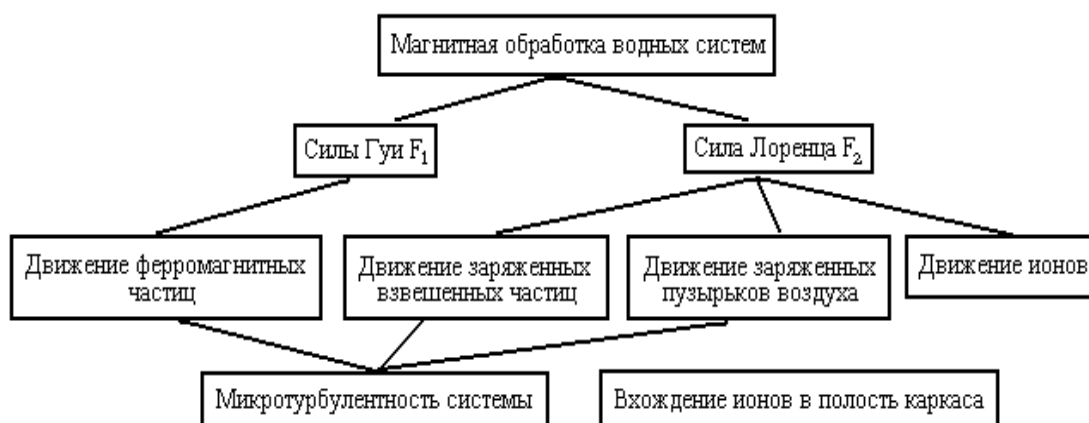 Магнитная обработка водных систем
Силы Гуи F₁
Сила Лоренца F₂
Движение ферромагнитных
частиц
Движение заряженных
взвешенных частиц
Движение заряженных
пузырьков воздуха
Движение ионов
Микротурбулентность системы
Вхождение ионов в полость каркаса